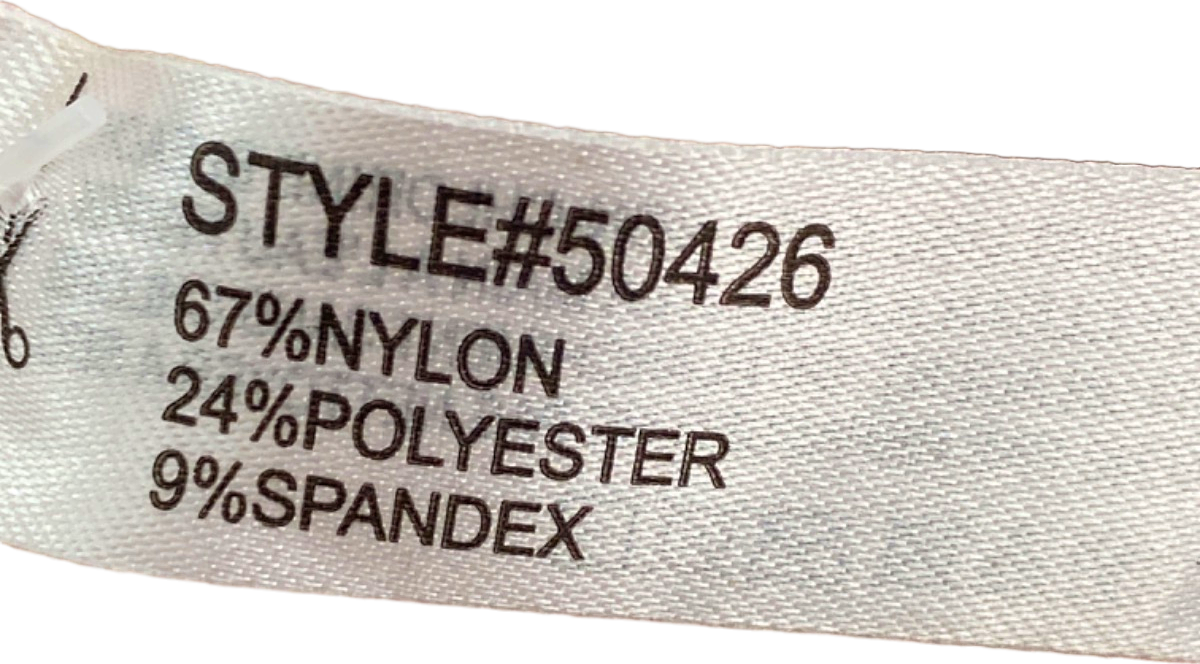 STYLE#50426
67%NYLON
24%POLYESTER
9%SPANDEX